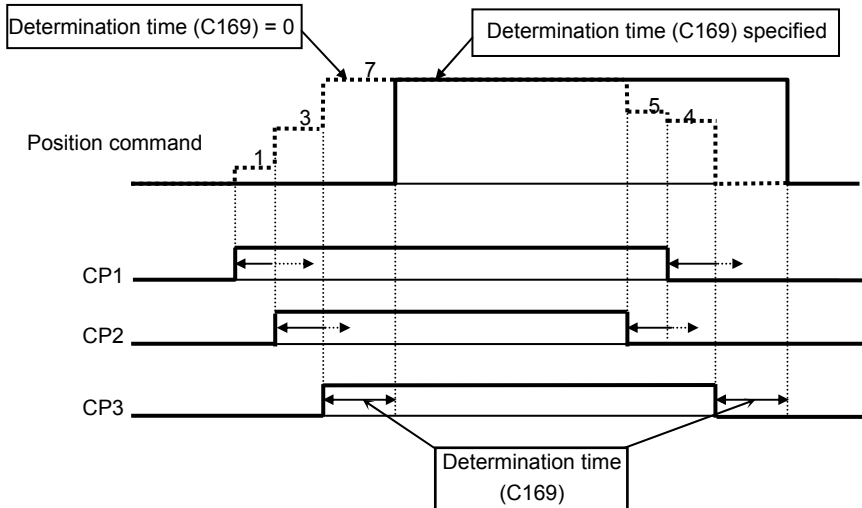 Determination time (C169) = 0
Determination time (C169) specified
7
5
3
4
Position command
1
CP1
CP2
CP3
Determination time
(C169)